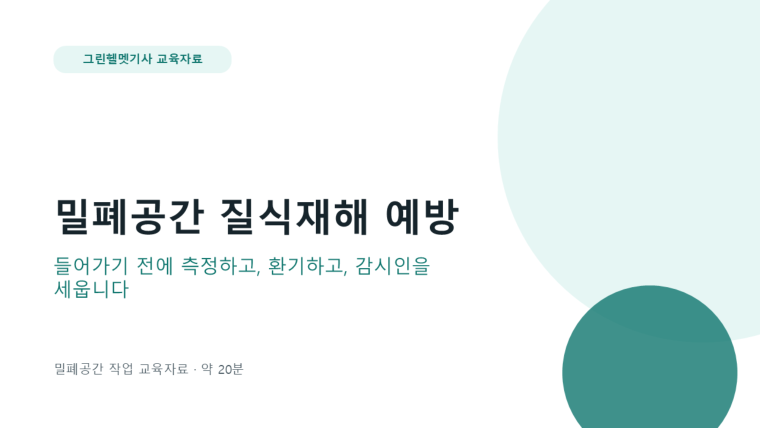 그린헬멧기사 교육자료
밀폐공간 질식재해 예방
들어가기 전에 측정하고, 환기하고, 감시인을
세웁니다
밀폐공간 작업 교육자료 · 약 20분